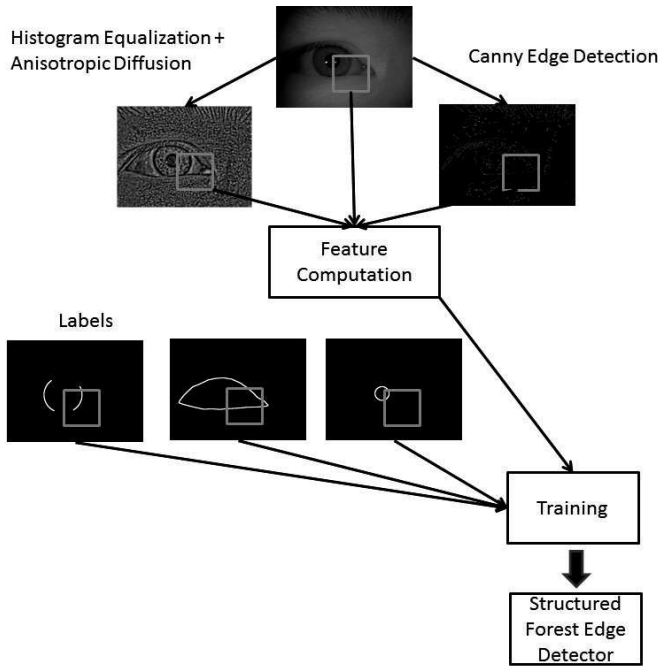 Histogram Equalization +
Anisotropic Diffusion
Canny Edge Detection
Feature
Computation
Labels
Training
Structured
Forest Edge
Detector